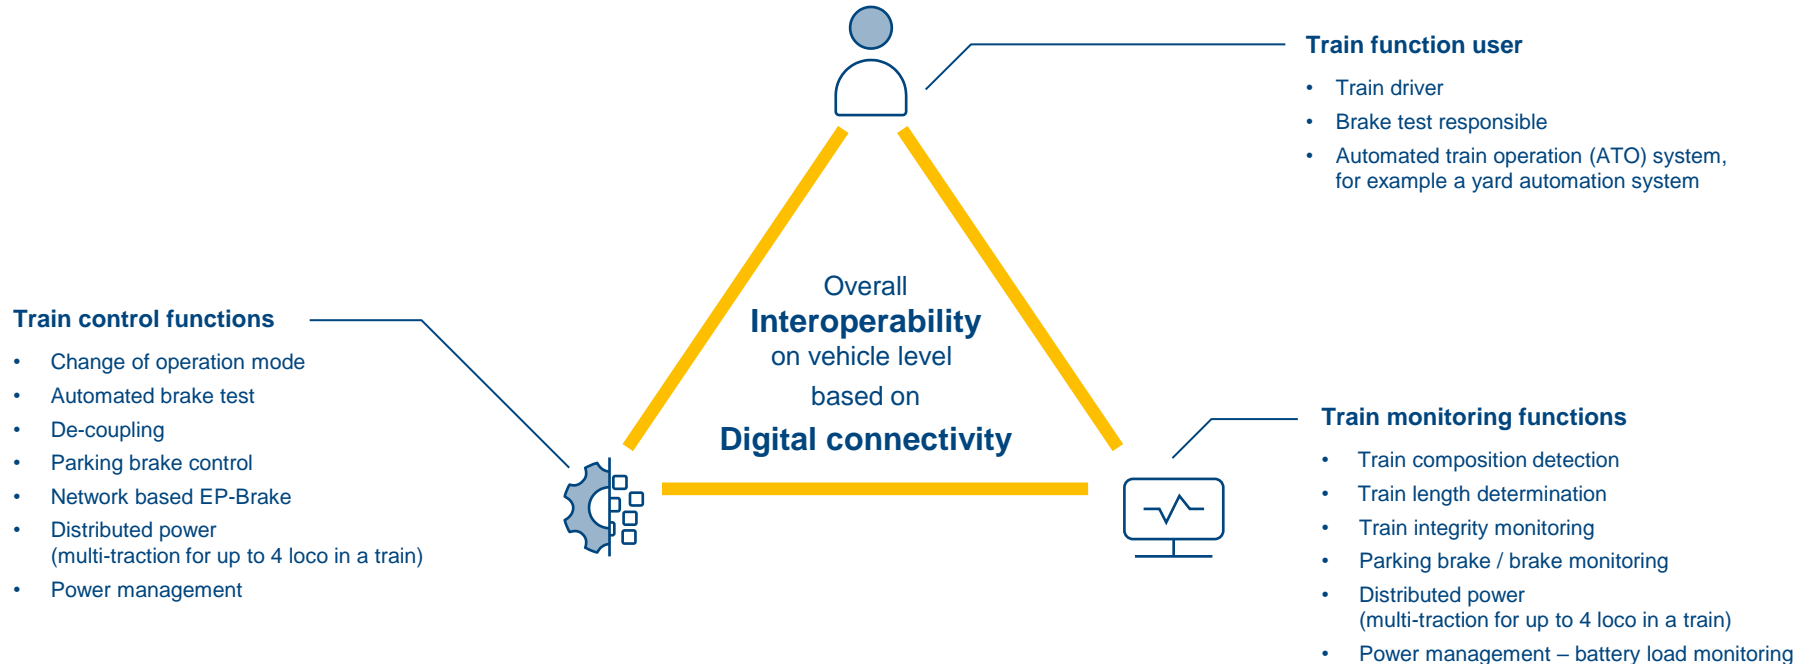 Train function user
• Train driver
• Brake test responsible
• Automated train operation (ATO) system,
for example a yard automation system
Overall
Interoperability
on vehicle level
based on
Digital connectivity
Train control functions
• Change of operation mode
• Automated brake test
• De-coupling
• Parking brake control
• Network based EP-Brake
• Distributed power
(multi-traction for up to 4 loco in a train)
• Power management
Train monitoring functions
• Train composition detection
• Train length determination
• Train integrity monitoring
• Parking brake / brake monitoring
• Distributed power
(multi-traction for up to 4 loco in a train)
• Power management – battery load monitoring